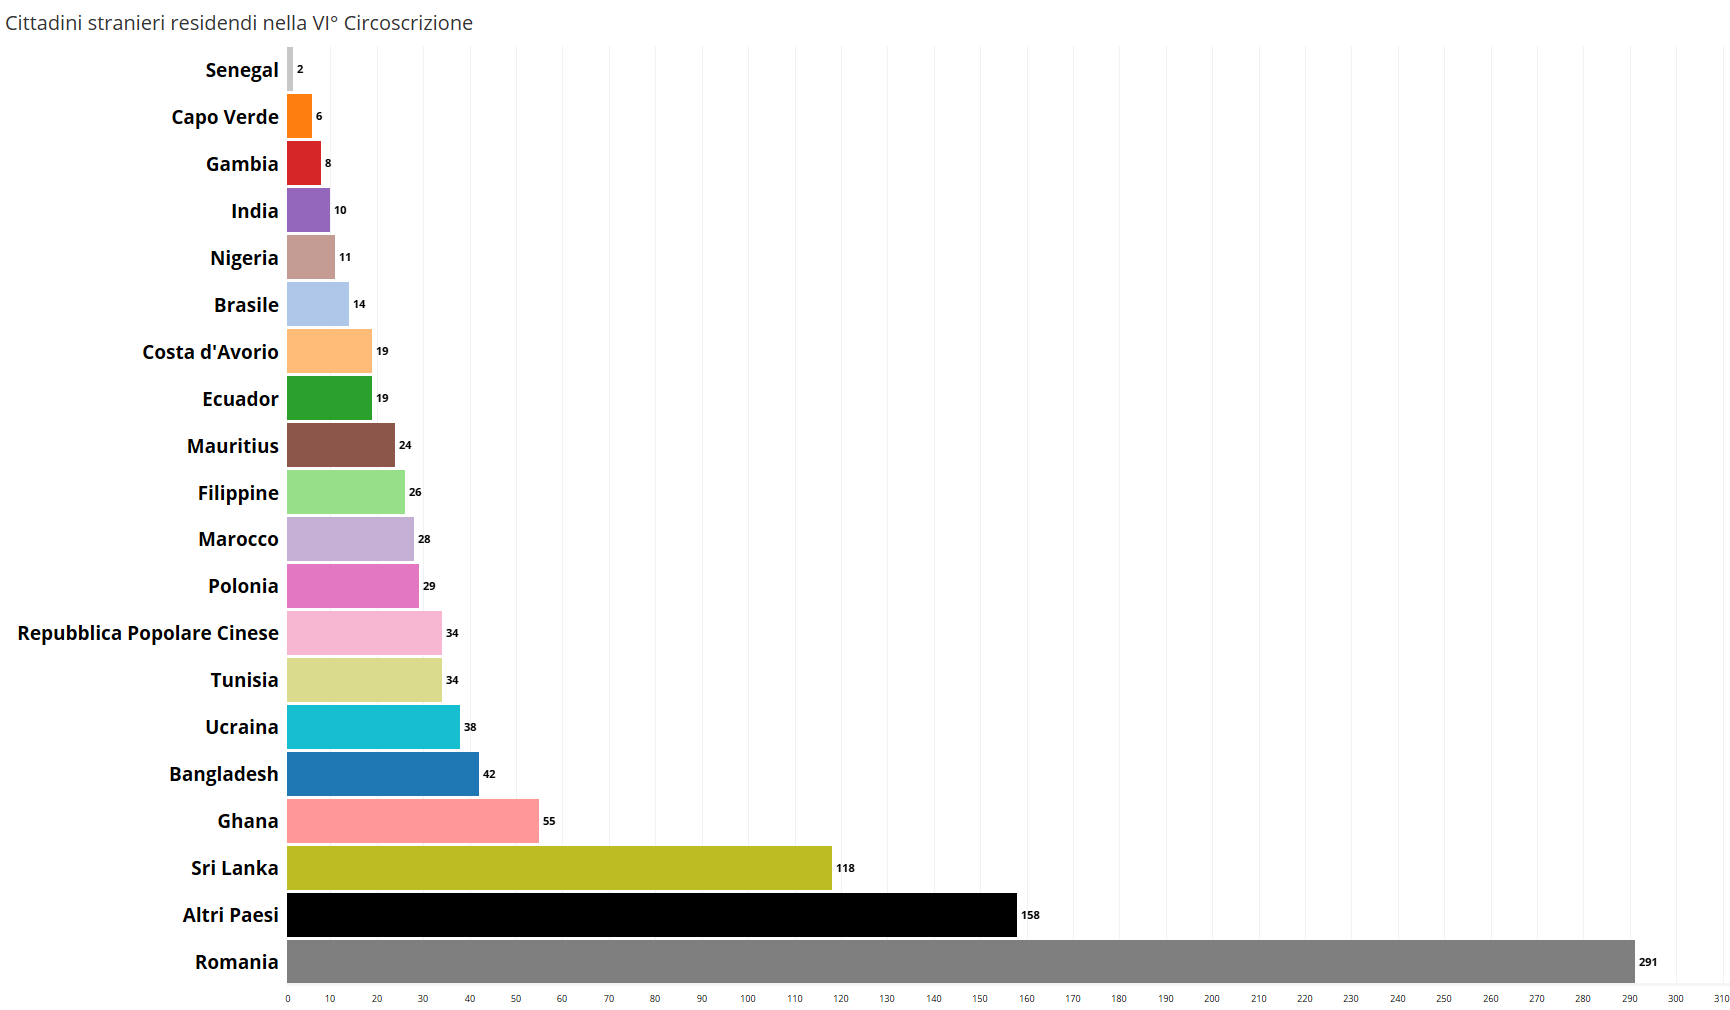 Cittadini stranieri residendi nella VI° Circoscrizione
Senegal 2
Capo Verde 6
Gambia 8
India 10
Nigeria 11
Brasile 14
Costa d'Avorio 19
Ecuador 19
Mauritius 24
Filippine 26
Marocco 28
Polonia 29
Repubblica Popolare Cinese 34
Tunisia 34
Ucraina 38
Bangladesh 42
Ghana 55
Sri Lanka 118
Altri Paesi 158
Romania 291
0 10 20 30 40 50 60 70 80 90 100 110 120 130 140 150 160 170 180 190 200 210 220 230 240 250 260 270 280 290 300 310